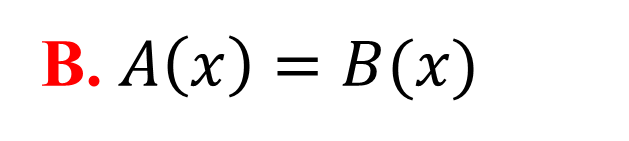 B. A(x) = B(x)